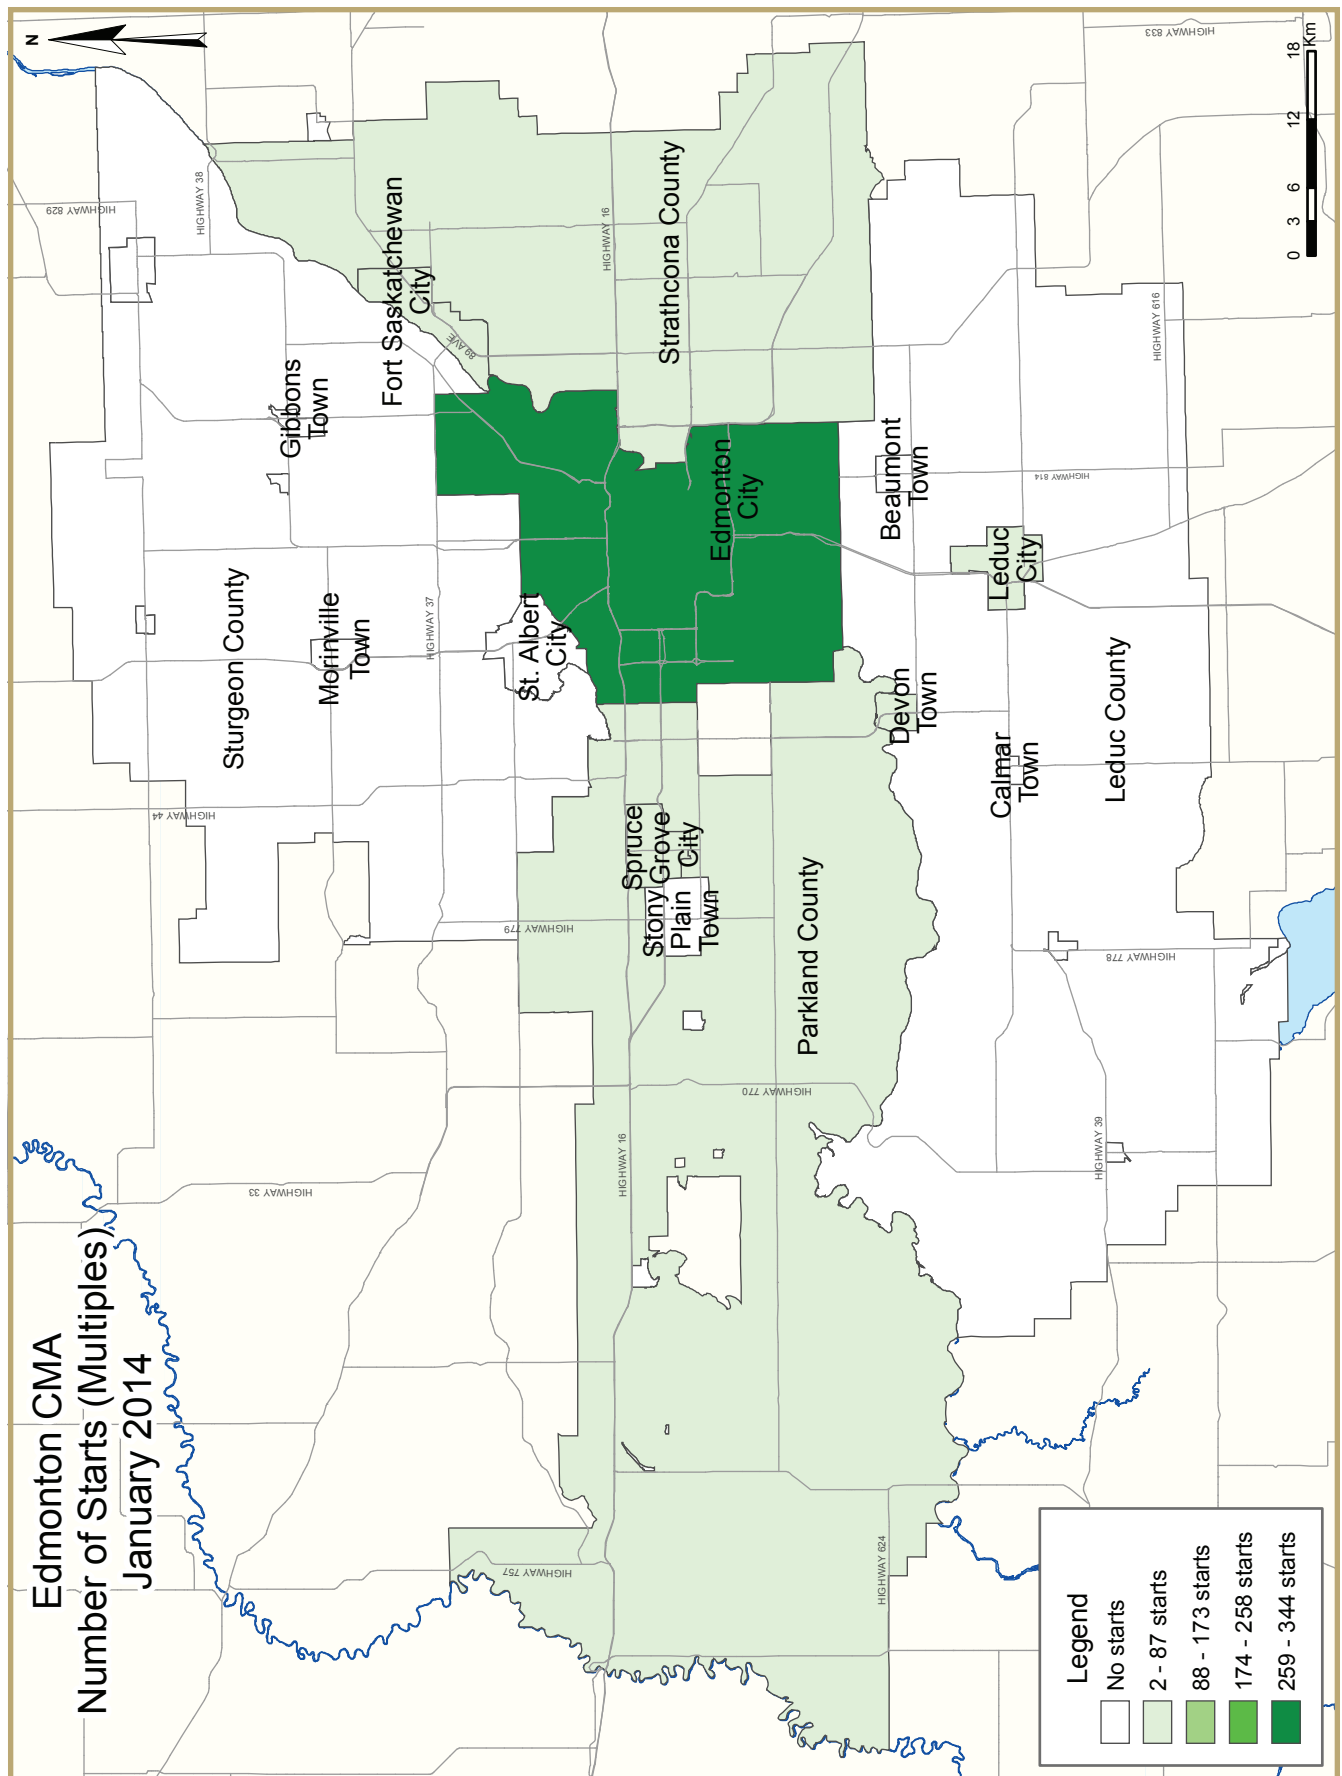 Edmonton CMA
Number of Starts (Multiples)
January 2014
N
HIGHWAY 829
HIGHWAY 38
HIGHWAY 833
HIGHWAY 44
Sturgeon County
Gibbons
Town
Morinville
Town
Fort Saskatchewan
City
HIGHWAY 33
HIGHWAY 37
89 AVE
HIGHWAY 779
St. Albert
City
HIGHWAY 757
HIGHWAY 16
HIGHWAY 16
Strathcona County
Spruce
Grove
City
Stony
Plain
Town
Edmonton
City
HIGHWAY 770
Parkland County
HIGHWAY 624
Devon
Town
Beaumont
Town
Calmar
Town
Leduc
City
HIGHWAY 814
HIGHWAY 39
HIGHWAY 778
Leduc County
HIGHWAY 616
Legend
No starts
2 - 87 starts
88 - 173 starts
174 - 258 starts
259 - 344 starts
0 3 6 12 18
Km